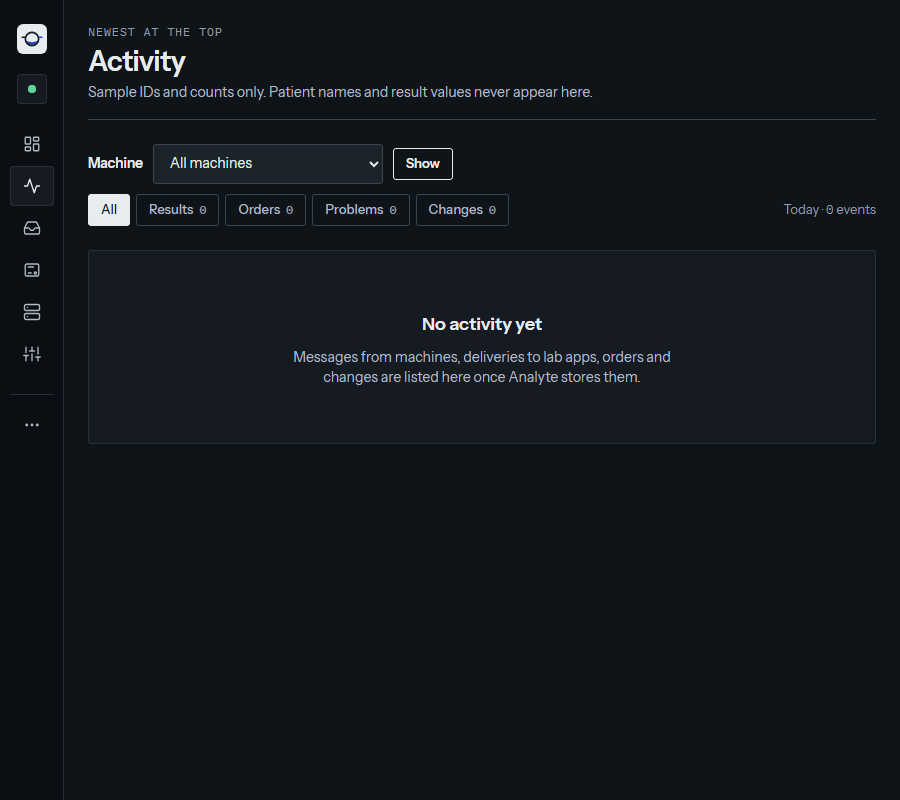 NEWEST AT THE TOP
Activity
Sample IDs and counts only. Patient names and result values never appear here.
Machine All machines Show
All Results 0 Orders 0 Problems 0 Changes 0 Today · 0 events
No activity yet
Messages from machines, deliveries to lab apps, orders and
changes are listed here once Analyte stores them.